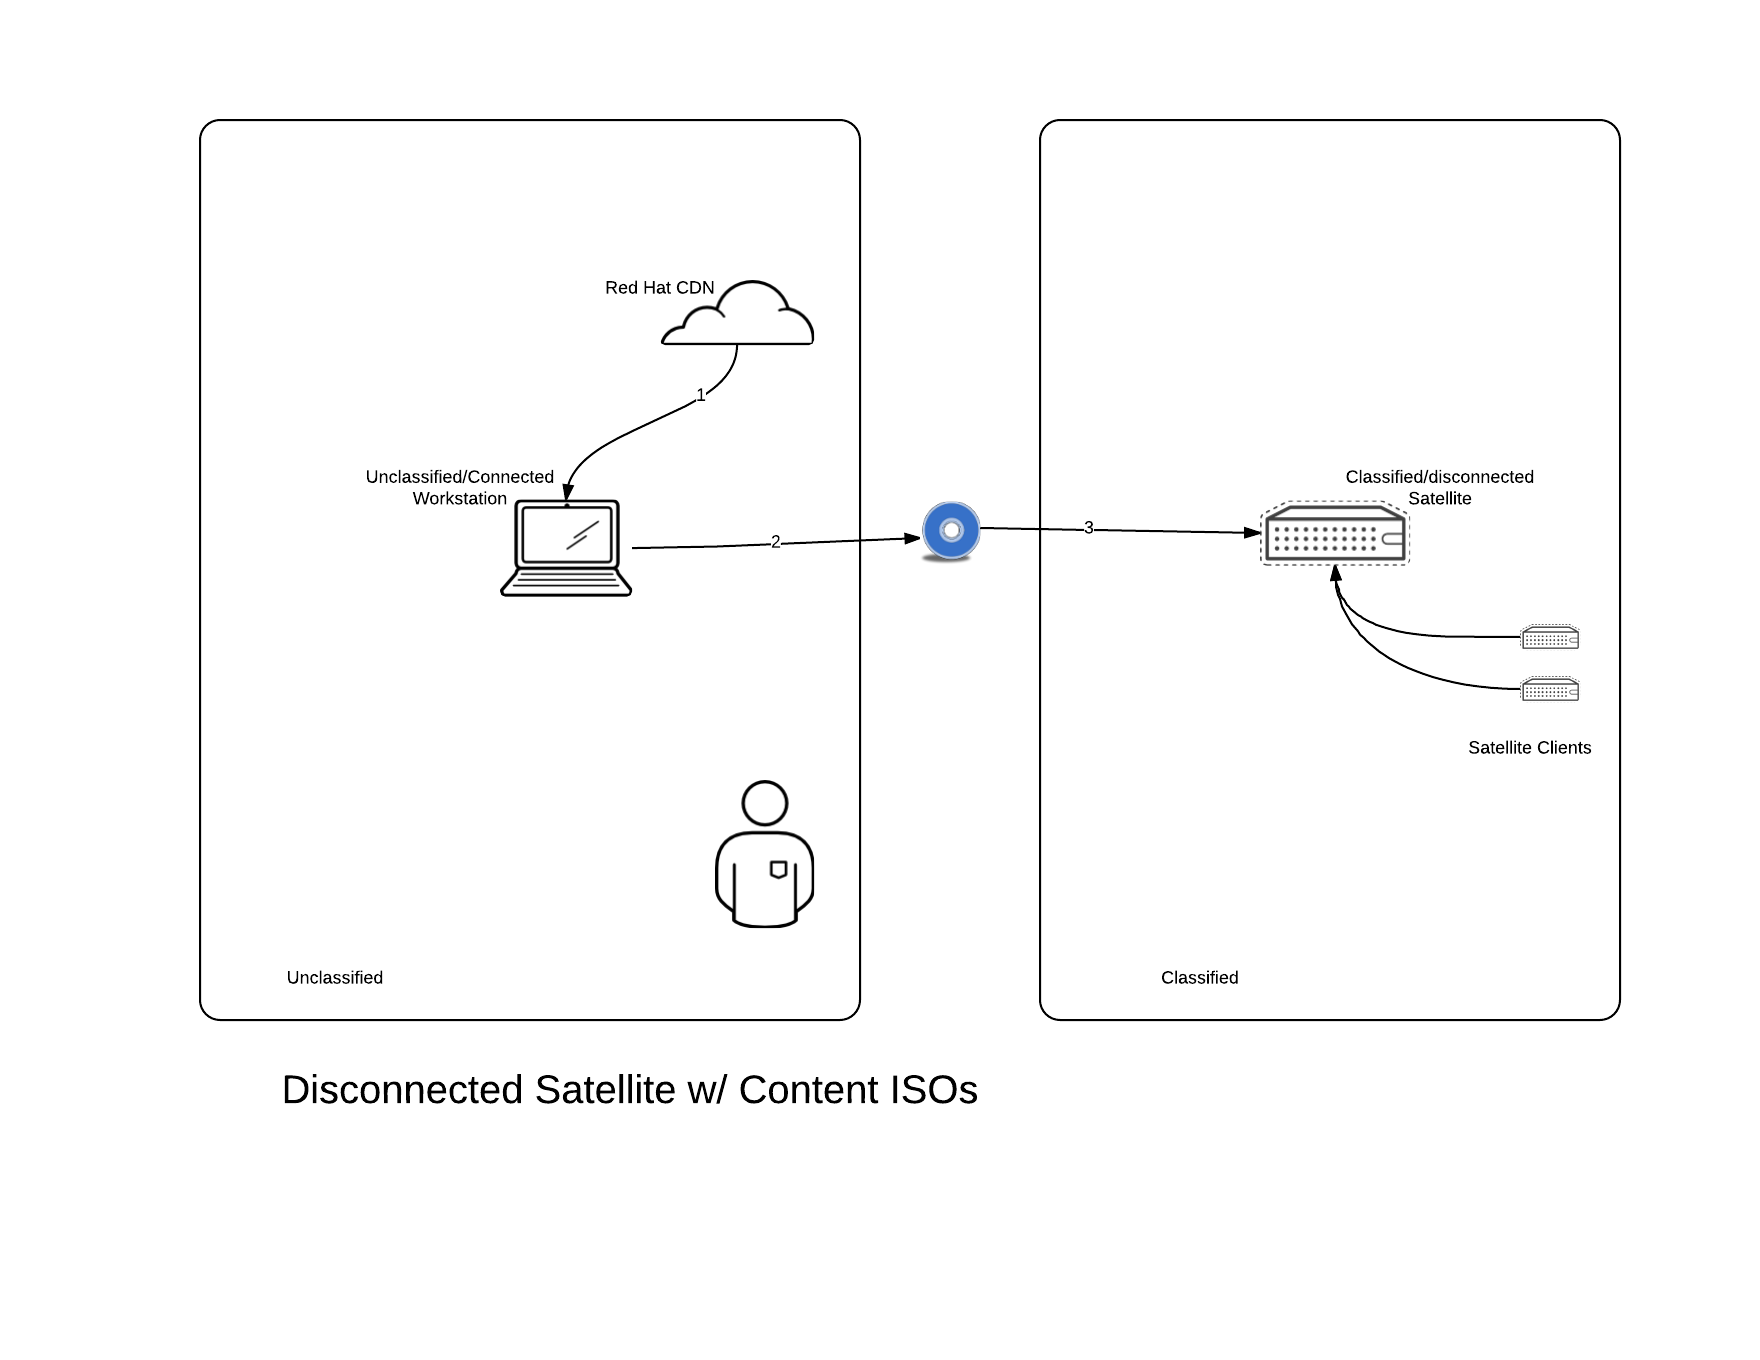 Red Hat CDN
1
Unclassified/Connected
Workstation
2
3
Classified/disconnected
Satellite
Satellite Clients
Unclassified
Classified
Disconnected Satellite w/ Content ISOs